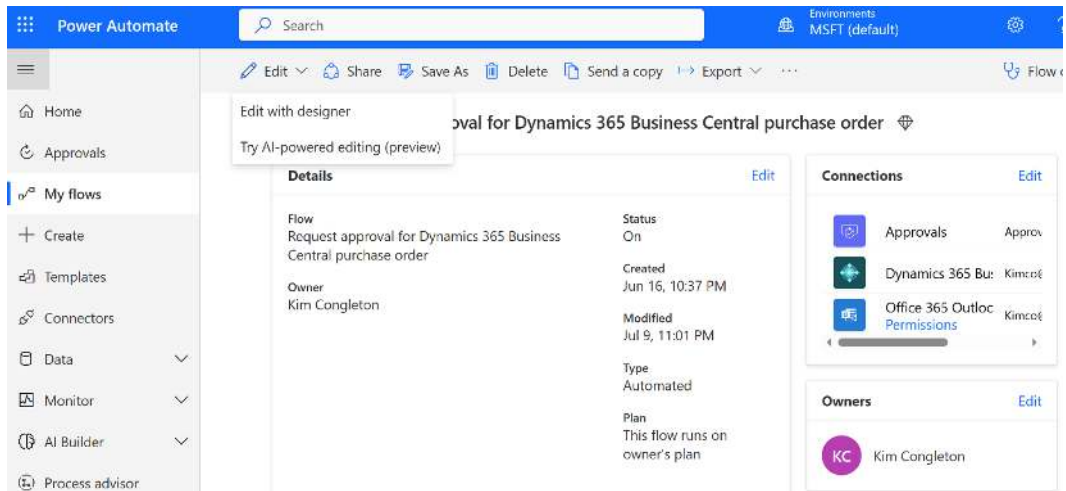 Power Automate
Search
Environments
MSFT (default)
Edit
Share
Save As
Delete
Send a copy
Export
...
Flow
Edit with designer
Try AI-powered editing (preview)
oval for Dynamics 365 Business Central purchase order
Home
Approvals
My flows
Create
Templates
Connectors
Data
Monitor
AI Builder
Process advisor
Details
Edit
Flow
Request approval for Dynamics 365 Business
Central purchase order
Owner
Kim Congleton
Status
On
Created
Jun 16, 10:37 PM
Modified
Jul 9, 11:01 PM
Type
Automated
Plan
This flow runs on
owner's plan
Connections
Edit
Approvals
Approv
Dynamics 365 Bu
Office 365 Outloo
Permissions
Owners
Edit
KC
Kim Congleton